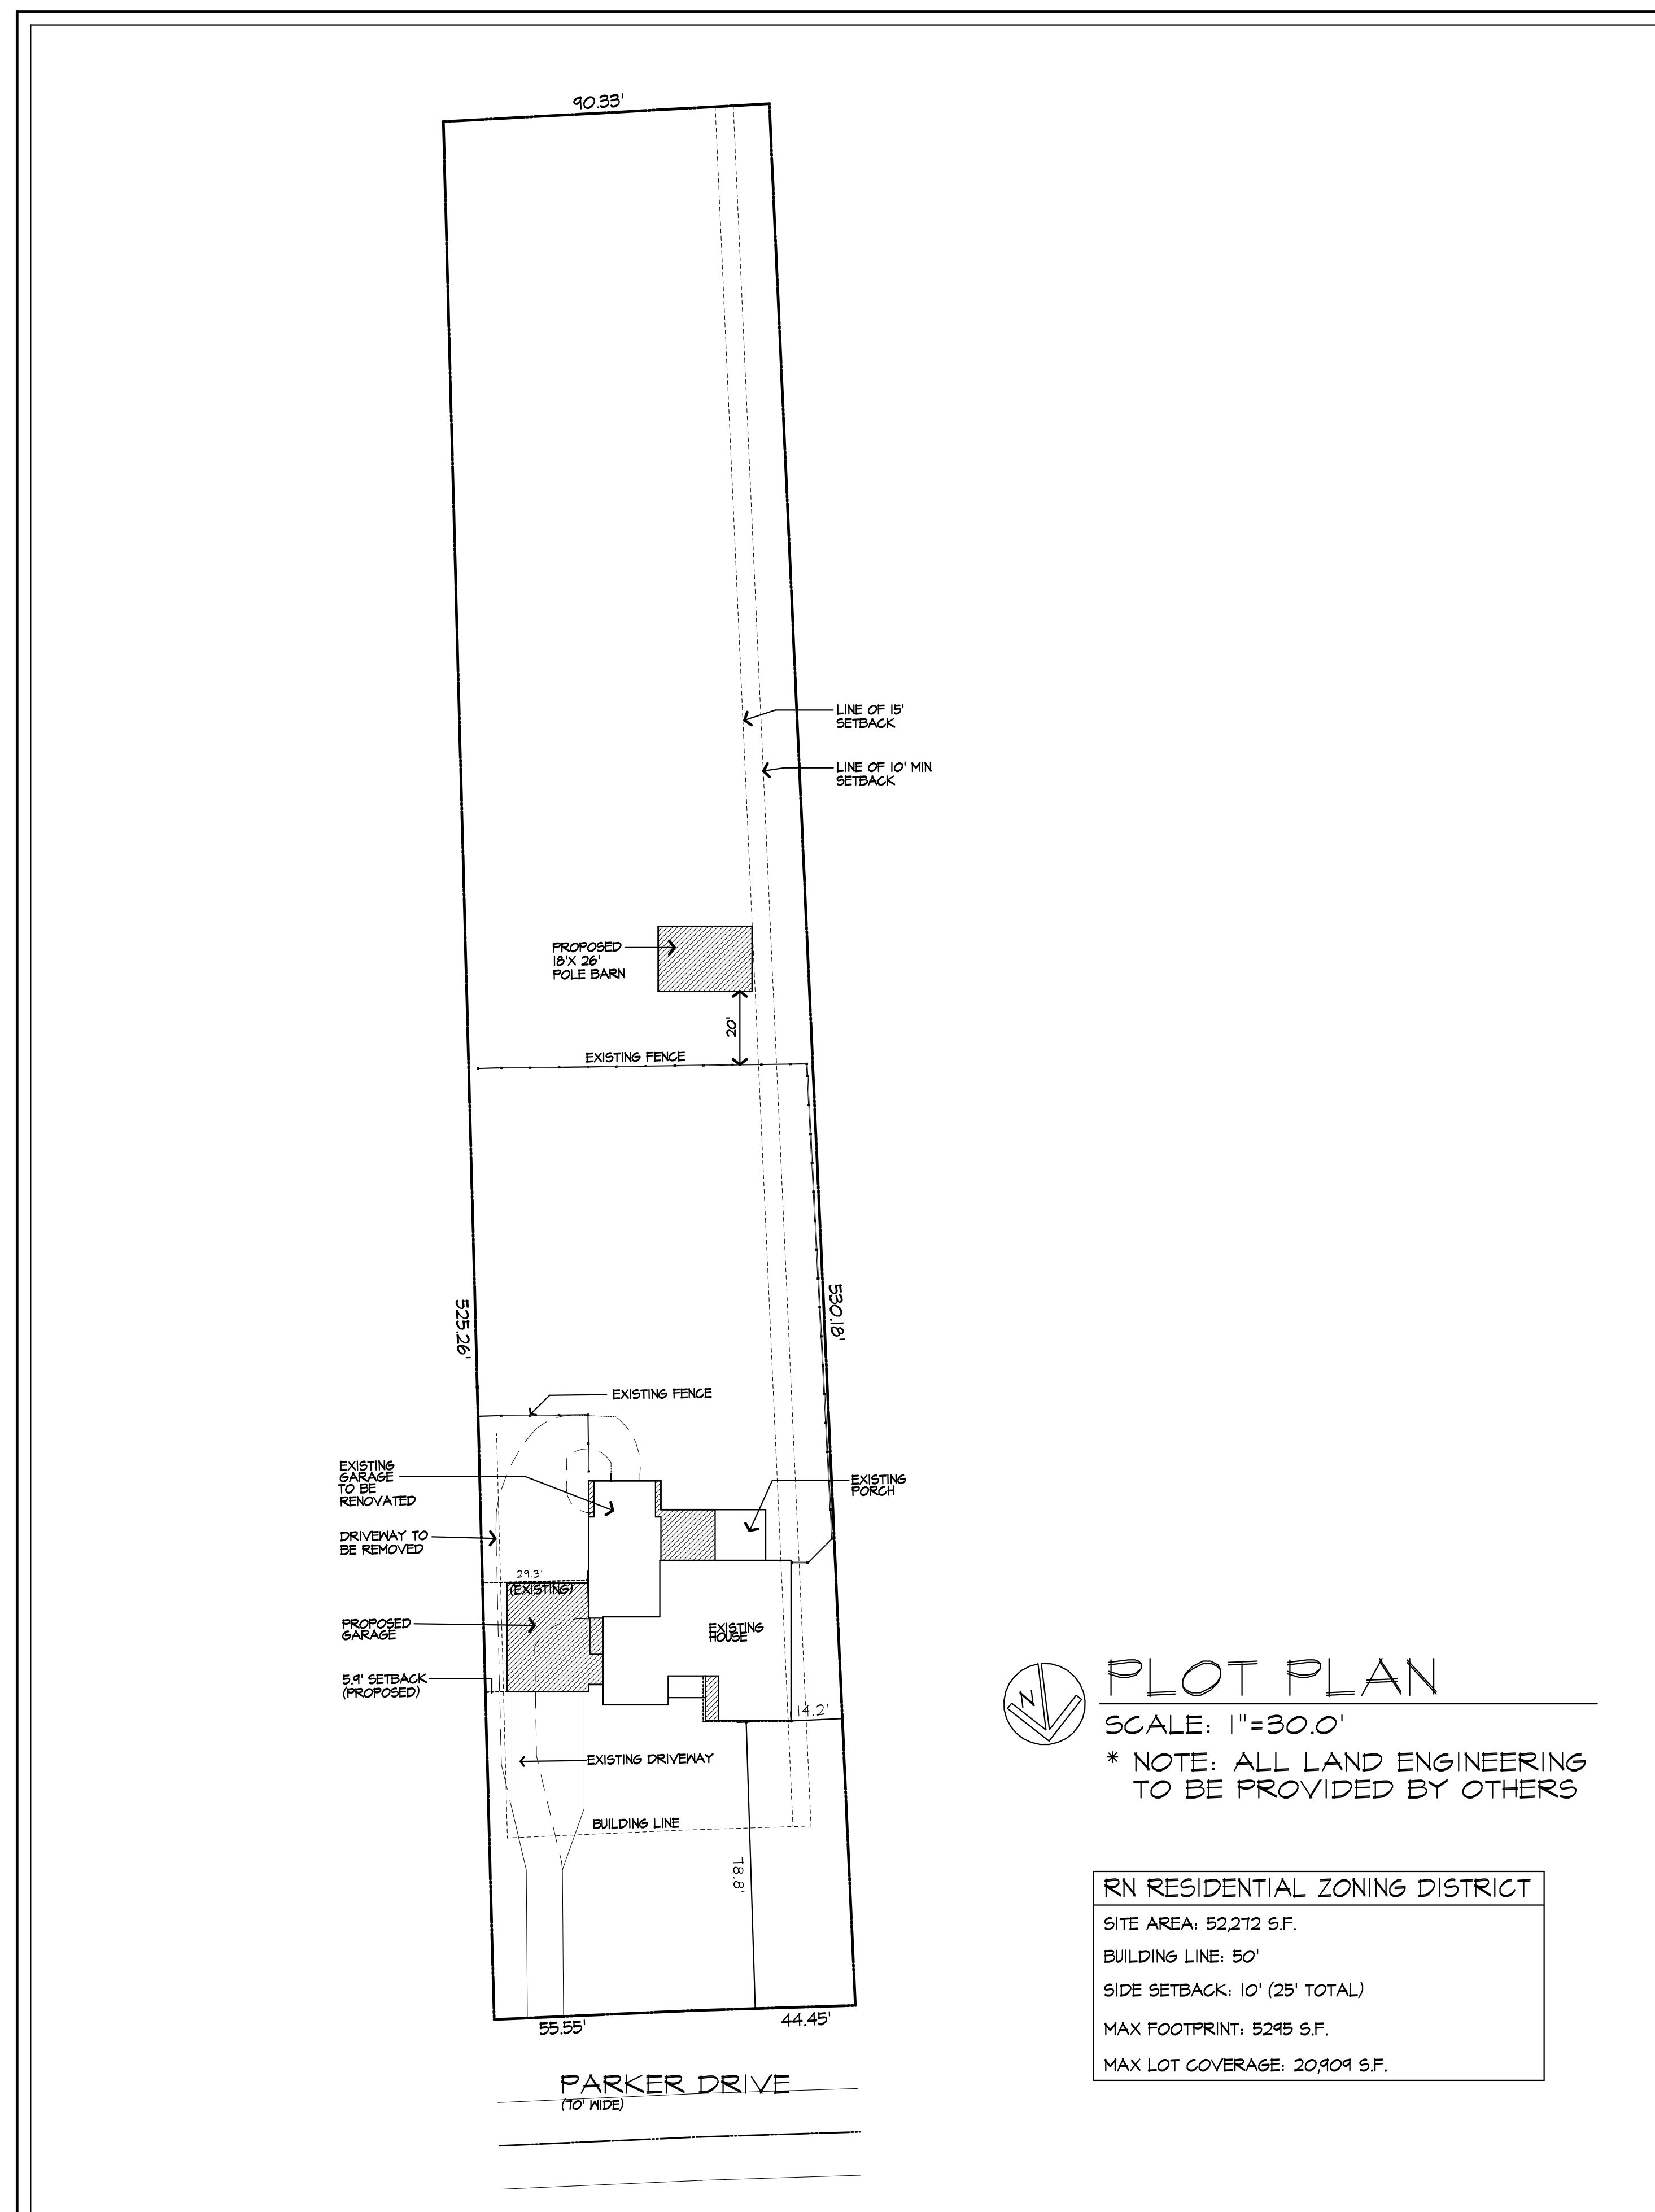 90.33'
LINE OF 15'
SETBACK
LINE OF 10' MIN
SETBACK
PROPOSED
18'X 26'
POLE BARN
20'
EXISTING FENCE
525.26'
530.18'
EXISTING FENCE
EXISTING
GARAGE
TO BE
RENOVATED
EXISTING
PORCH
DRIVEWAY TO
BE REMOVED
29.3'
(EXISTING)
PROPOSED
GARAGE
EXISTING
HOUSE
5.9' SETBACK
(PROPOSED)
14.2'
EXISTING DRIVEWAY
BUILDING LINE
78.8'
55.55'
44.45'
PARKER DRIVE
(70' WIDE)
N
PLOT PLAN
SCALE: 1"=30.0'
* NOTE: ALL LAND ENGINEERING
TO BE PROVIDED BY OTHERS
RN RESIDENTIAL ZONING DISTRICT
SITE AREA: 52,272 S.F.
BUILDING LINE: 50'
SIDE SETBACK: 10' (25' TOTAL)
MAX FOOTPRINT: 5295 S.F.
MAX LOT COVERAGE: 20,909 S.F.